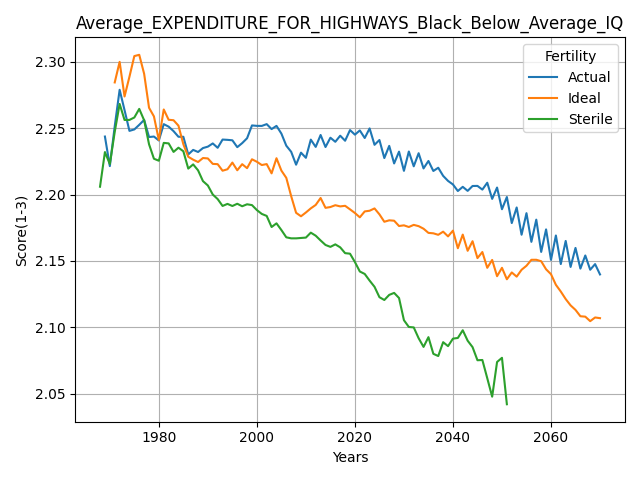 Average_EXPENDITURE_FOR_HIGHWAYS_Black_Below_Average_IQ
Fertility
Actual
Ideal
Sterile
Score(1-3)
2.30
2.25
2.20
2.15
2.10
2.05
1980
2000
2020
2040
2060
Years